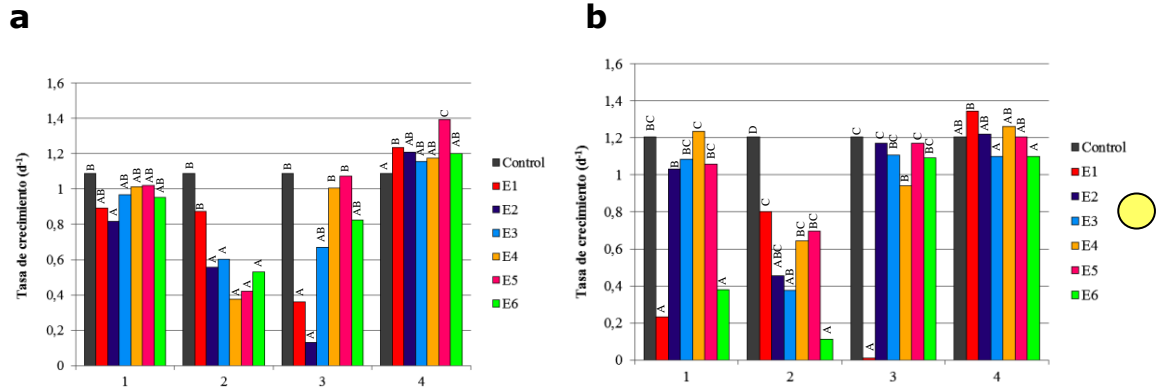 a
1,6
1,4
1,2
1
0,8
0,6
0,4
0,2
0
Tasa de crecimiento (d⁻¹)
B AB A AB AB AB AB
B B A A A A A
B A A AB B B AB
A B AB AB AB C AB
1 2 3 4
Control
E1
E2
E3
E4
E5
E6
b
1,6
1,4
1,2
1,0
0,8
0,6
0,4
0,2
0
Tasa de crecimiento (d⁻¹)
BC A B BC C BC A
D C ABC AB BC BC A
C A C BC B C BC
AB B AB A AB AB A
1 2 3 4
Control
E1
E2
E3
E4
E5
E6